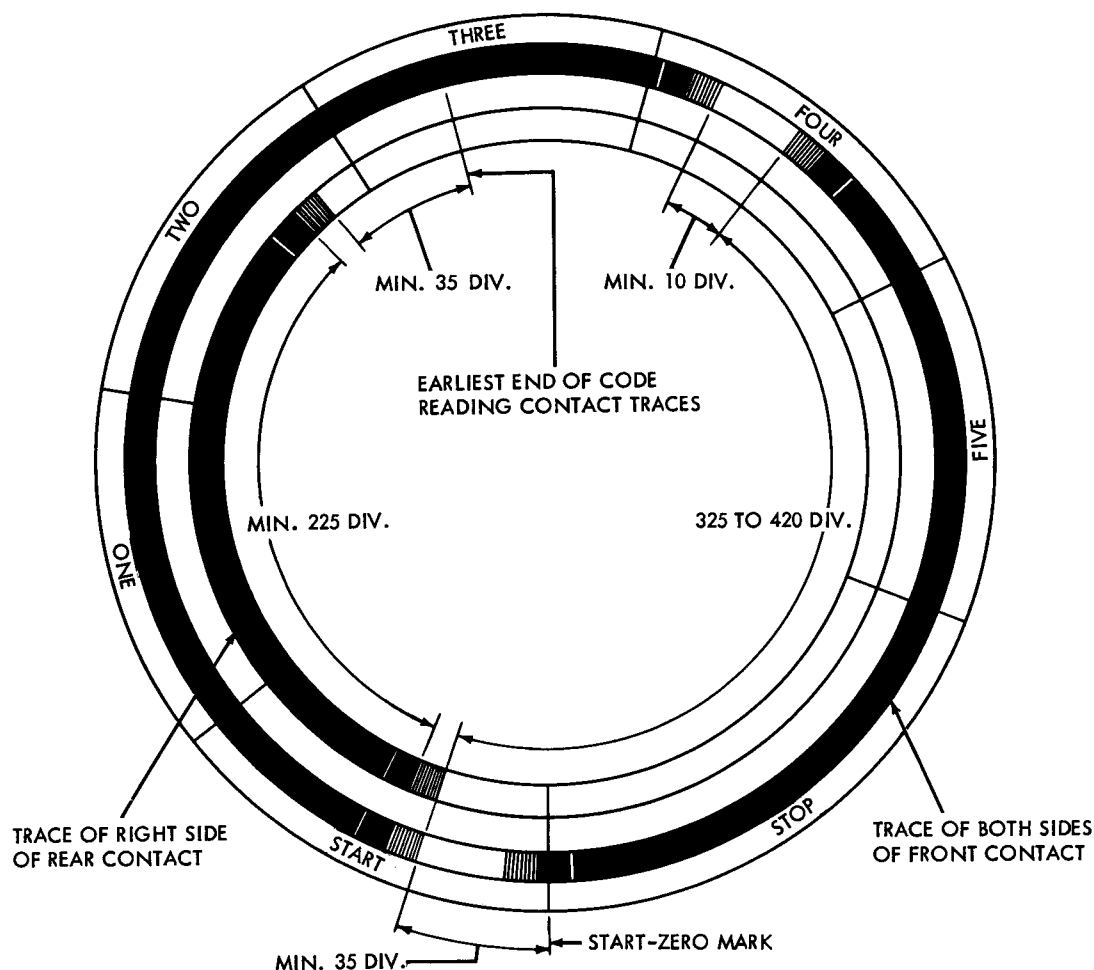 THREE
FOUR
TWO
MIN. 35 DIV.
MIN. 10 DIV.
EARLIEST END OF CODE
READING CONTACT TRACES
FIVE
MIN. 225 DIV.
325 TO 420 DIV.
ONE
STOP
TRACE OF RIGHT SIDE
OF REAR CONTACT
START
TRACE OF BOTH SIDES
OF FRONT CONTACT
START-ZERO MARK
MIN. 35 DIV.